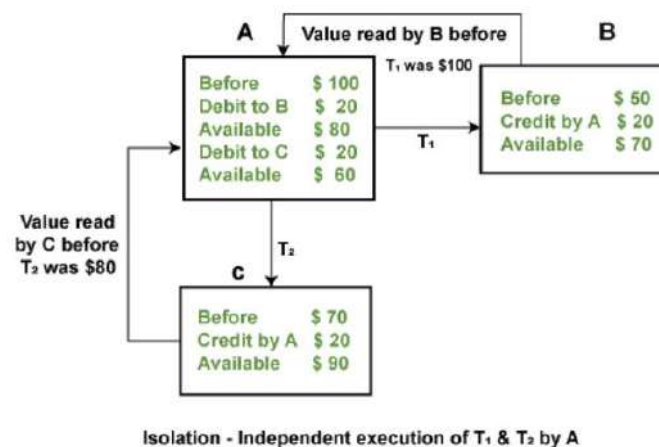 A
Value read by B before
T₁ was $100
B
Before $ 100
Debit to B $ 20
Available $ 80
Debit to C $ 20
Available $ 60
T₁
Before $ 50
Credit by A $ 20
Available $ 70
Value read
by C before
T₂ was $80
T₂
C
Before $ 70
Credit by A $ 20
Available $ 90
Isolation - Independent execution of T₁ & T₂ by A